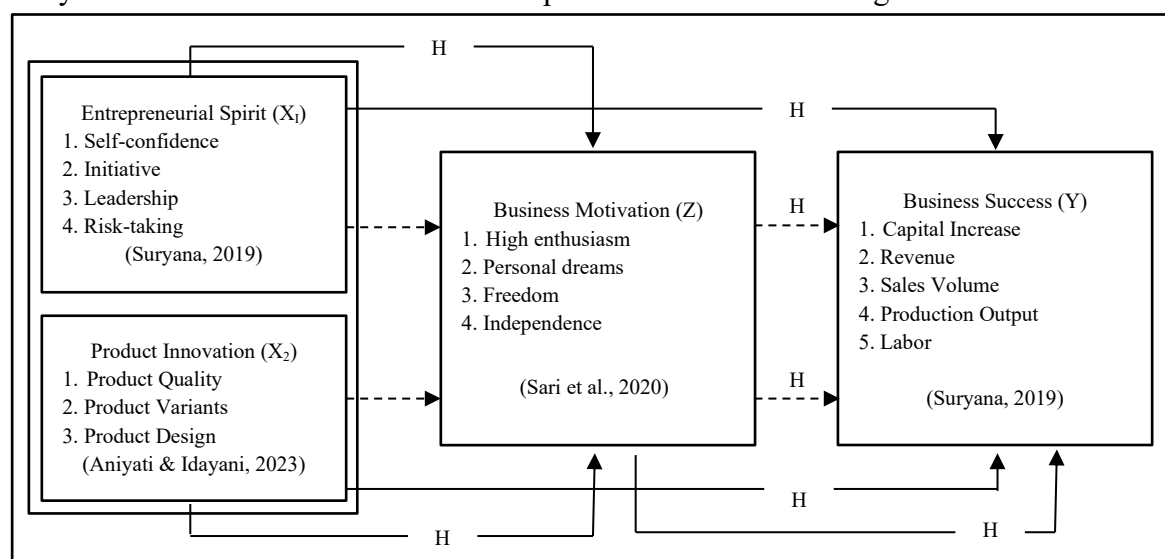 H
H
Entrepreneurial Spirit (X₁)
1. Self-confidence
2. Initiative
3. Leadership
4. Risk-taking
(Suryana, 2019)
Product Innovation (X₂)
1. Product Quality
2. Product Variants
3. Product Design
(Aniyati & Idayani, 2023)
Business Motivation (Z)
1. High enthusiasm
2. Personal dreams
3. Freedom
4. Independence
(Sari et al., 2020)
H
H
Business Success (Y)
1. Capital Increase
2. Revenue
3. Sales Volume
4. Production Output
5. Labor
(Suryana, 2019)
H
H
H